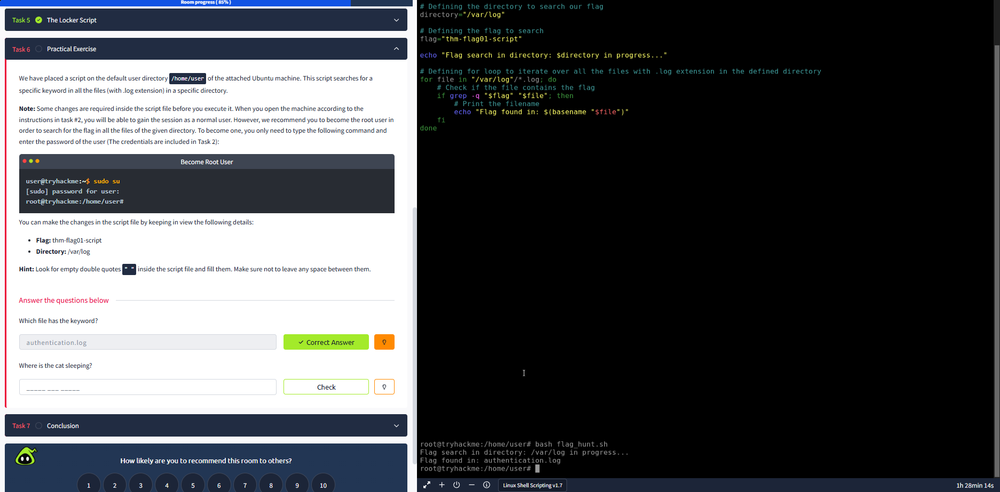 Room progress ( 85% )
Task 5 The Locker Script
Task 6 Practical Exercise
We have placed a script on the default user directory /home/user of the attached Ubuntu machine. This script searches for a
specific keyword in all the files (with .log extension) in a specific directory.
Note: Some changes are required inside the script file before you execute it. When you open the machine according to the
instructions in task #2, you will be able to gain the session as a normal user. However, we recommend you to become the root user in
order to search for the flag in all the files of the given directory. To become one, you only need to type the following command and
enter the password of the user (The credentials are included in Task 2):
Become Root User
user@tryhackme:~$ sudo su
[sudo] password for user:
root@tryhackme:/home/user#
You can make the changes in the script file by keeping in view the following details:
• Flag: thm-flag01-script
• Directory: /var/log
Hint: Look for empty double quotes " " inside the script file and fill them. Make sure not to leave any space between them.
Answer the questions below
Which file has the keyword?
authentication.log
✓ Correct Answer
Where is the cat sleeping?
_____ ___ _____
Check
Task 7 Conclusion
How likely are you to recommend this room to others?
1 2 3 4 5 6 7 8 9 10
# Defining the directory to search our flag
directory="/var/log"
# Defining the flag to search
flag="thm-flag01-script"
echo "Flag search in directory: $directory in progress..."
# Defining for loop to iterate over all the files with .log extension in the defined directory
for file in "/var/log"/*.log; do
# Check if the file contains the flag
if grep -q "$flag" "$file"; then
# Print the filename
echo "Flag found in: $(basename "$file")"
fi
done
root@tryhackme:/home/user# bash flag_hunt.sh
Flag search in directory: /var/log in progress...
Flag found in: authentication.log
root@tryhackme:/home/user#
Linux Shell Scripting v1.7
1h 28min 14s